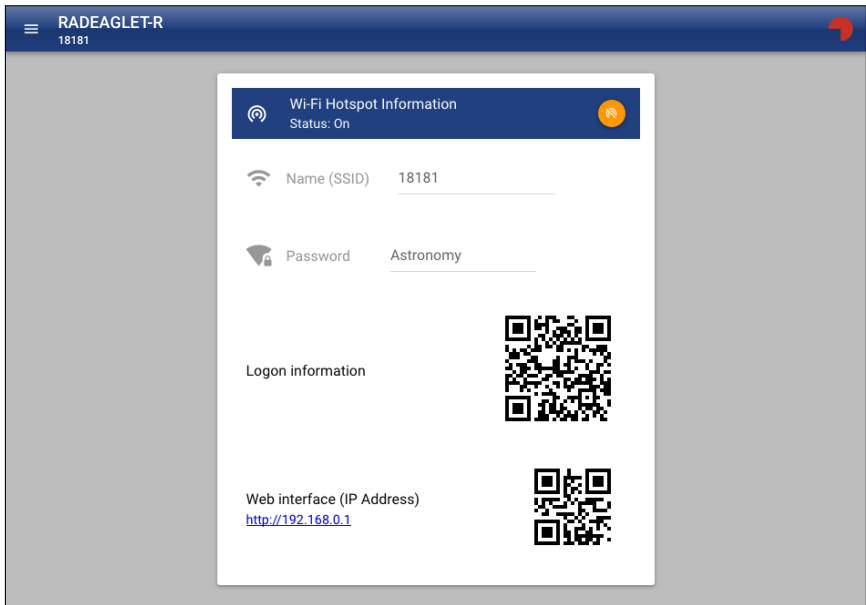 RADEAGLET-R
18181
Wi-Fi Hotspot Information
Status: On
Name (SSID) 18181
Password Astronomy
Logon information
Web interface (IP Address)
http://192.168.0.1